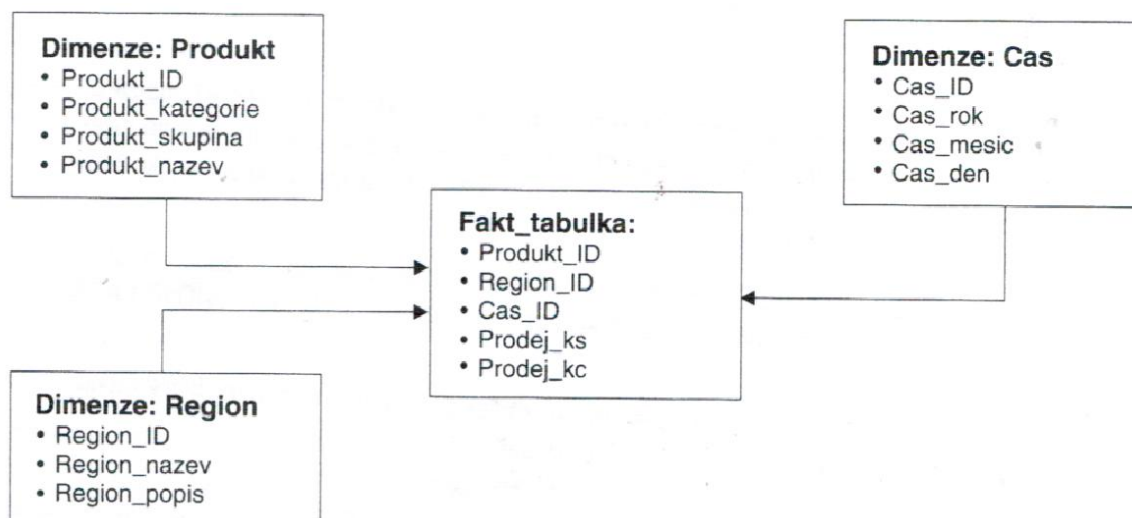 Dimenze: Produkt
• Produkt_ID
• Produkt_kategorie
• Produkt_skupina
• Produkt_nazev
Dimenze: Cas
• Cas_ID
• Cas_rok
• Cas_mesic
• Cas_den
Fakt_tabulka:
• Produkt_ID
• Region_ID
• Cas_ID
• Prodej_ks
• Prodej_kc
Dimenze: Region
• Region_ID
• Region_nazev
• Region_popis